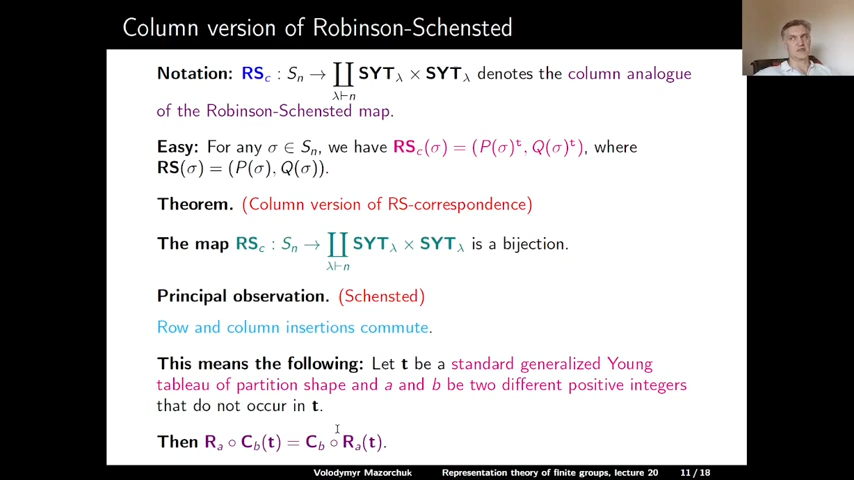 Column version of Robinson-Schensted
Notation: RS_c : S_n → ∐_{λ⊢n} SYT_λ × SYT_λ denotes the column analogue
of the Robinson-Schensted map.
Easy: For any σ ∈ S_n, we have RS_c(σ) = (P(σ)^t, Q(σ)^t), where
RS(σ) = (P(σ), Q(σ)).
Theorem. (Column version of RS-correspondence)
The map RS_c : S_n → ∐_{λ⊢n} SYT_λ × SYT_λ is a bijection.
Principal observation. (Schensted)
Row and column insertions commute.
This means the following: Let t be a standard generalized Young
tableau of partition shape and a and b be two different positive integers
that do not occur in t.
Then R_a ∘ C_b(t) = C_b ∘ R_a(t).
Volodymyr Mazorchuk Representation theory of finite groups, lecture 20 11/18